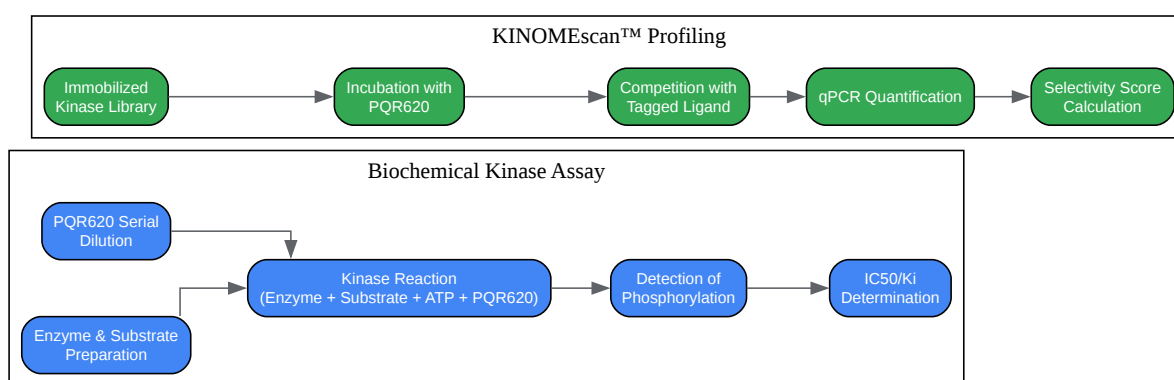 KINOMEscan™ Profiling
Immobilized
Kinase Library
Incubation with
PQR620
Competition with
Tagged Ligand
qPCR Quantification
Selectivity Score
Calculation
Biochemical Kinase Assay
PQR620 Serial
Dilution
Enzyme & Substrate
Preparation
Kinase Reaction
(Enzyme + Substrate + ATP + PQR620)
Detection of
Phosphorylation
IC50/Ki
Determination